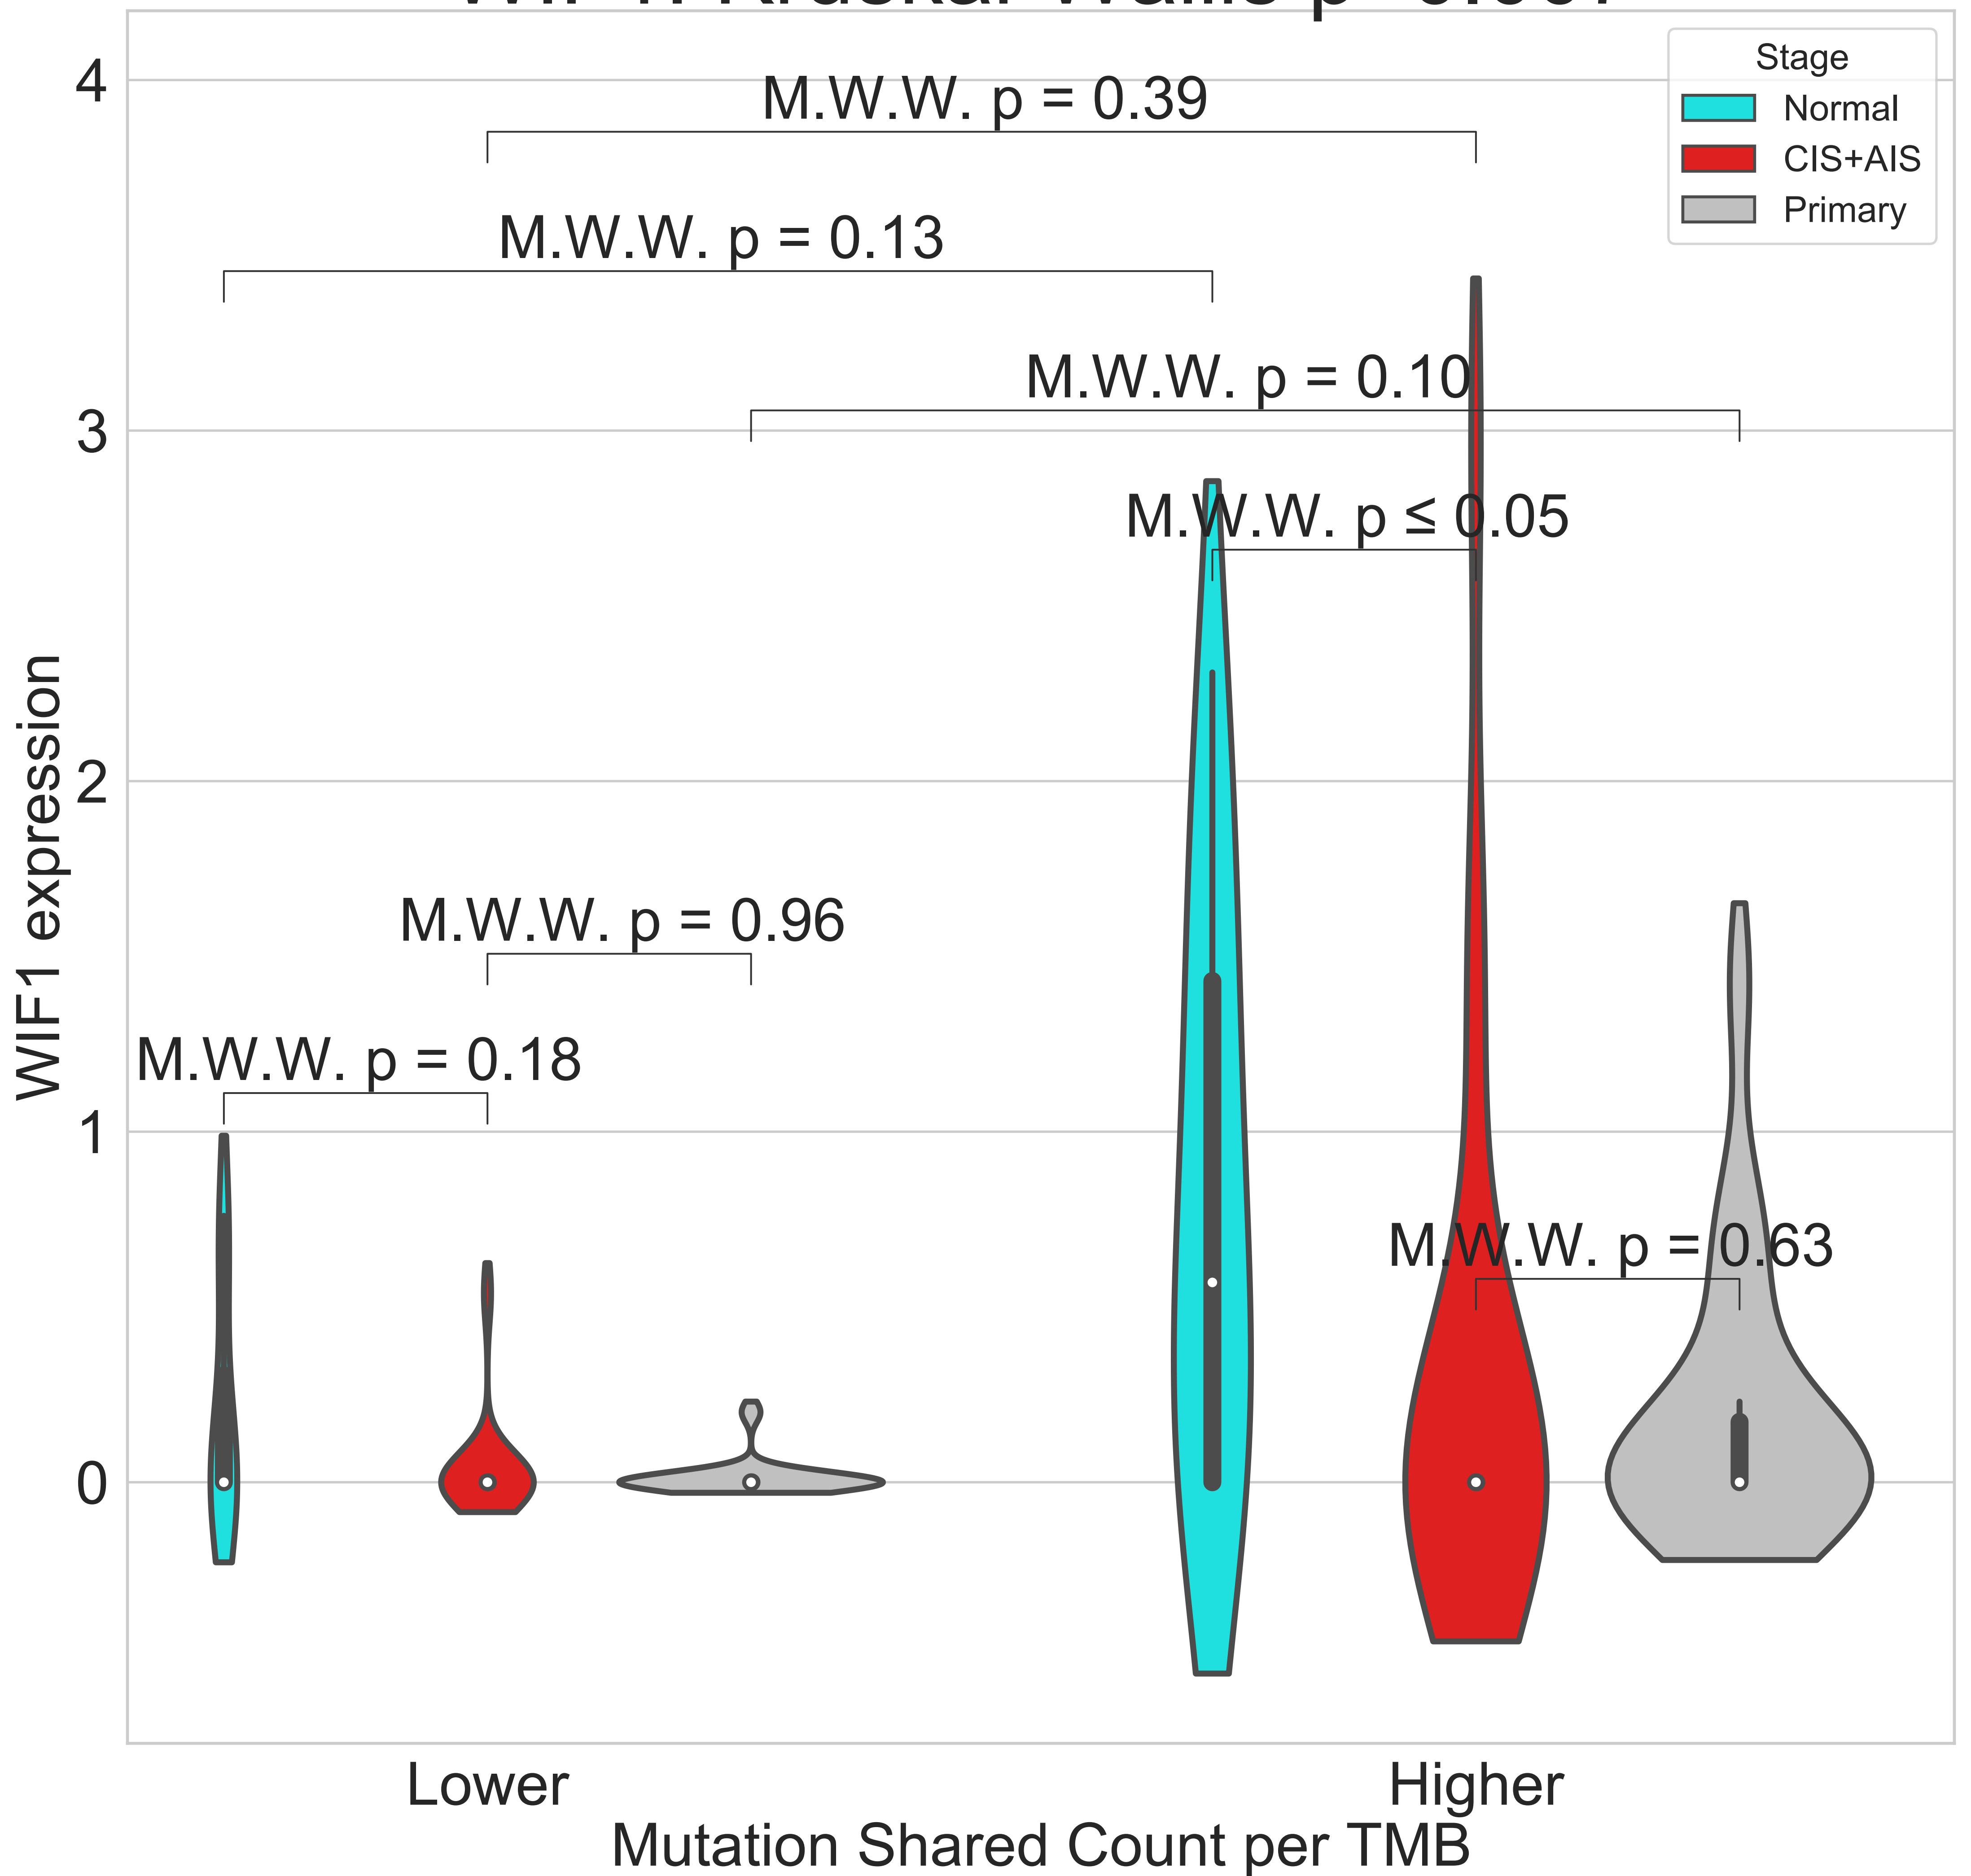 Stage
Normal
CIS+AIS
Primary
4
3
2
1
0
WIF1 expression
M.W.W. p = 0.39
M.W.W. p = 0.13
M.W.W. p = 0.10
M.W.W. p ≤ 0.05
M.W.W. p = 0.96
M.W.W. p = 0.18
M.W.W. p = 0.63
Lower
Higher
Mutation Shared Count per TMB